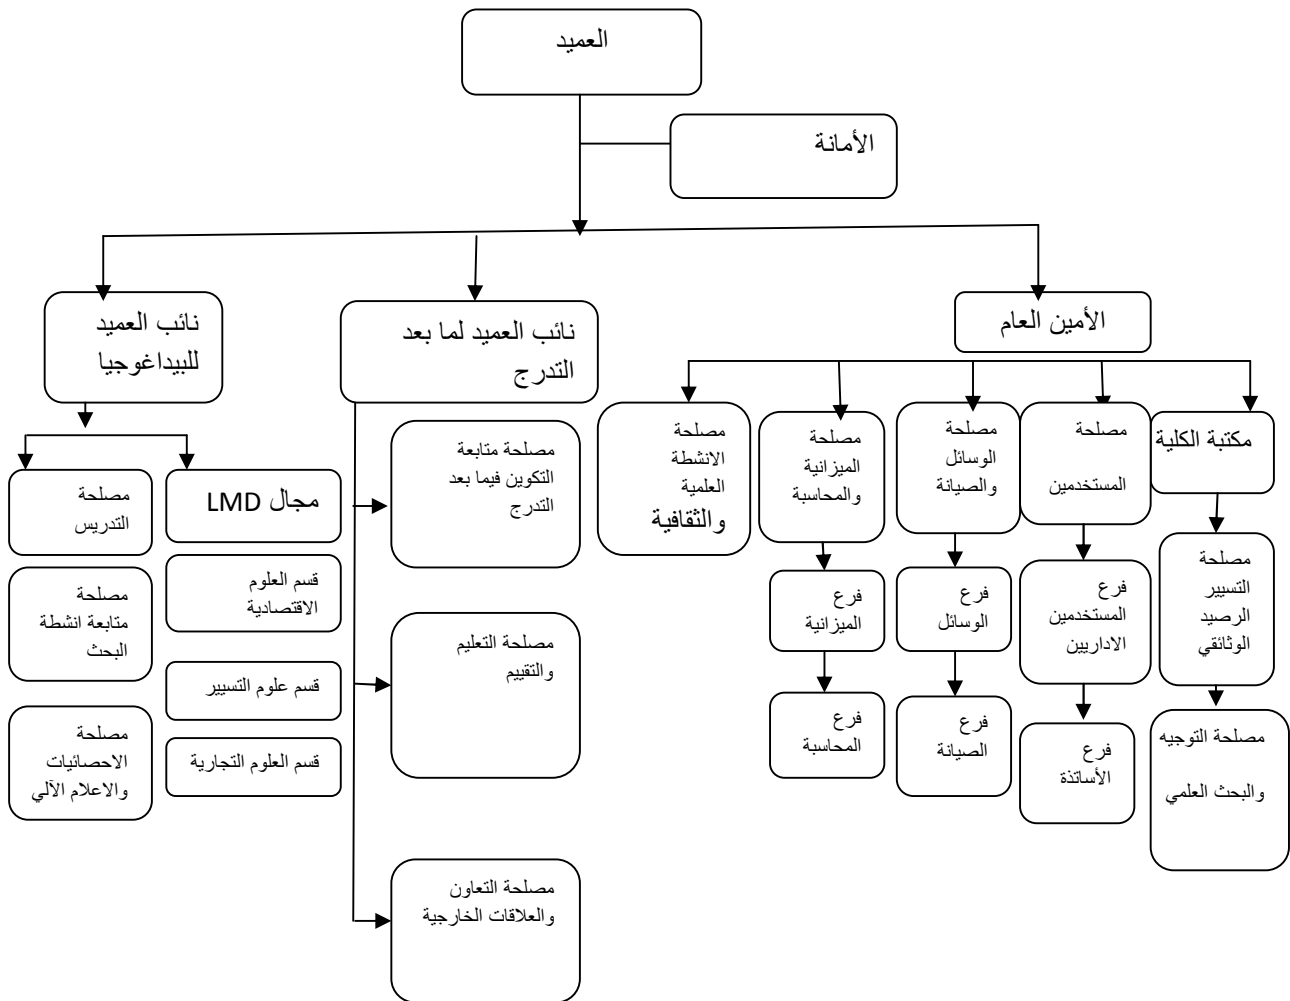 العميد
الأمانة
الأمين العام
نائب العميد لما بعد
التدرج
نائب العميد
للبيداغوجيا
مكتبة الكلية
مصلحة
المستخدمين
مصلحة
الوسائل
والصيانة
مصلحة
الميزانية
والمحاسبة
مصلحة
الانشطة
العلمية
والثقافية
مصلحة
التسيير
الرصيد
الوثائقي
فرع
المستخدمين
الاداريين
فرع
الوسائل
فرع
الميزانية
مصلحة التوجيه
والبحث العلمي
فرع
الأساتذة
فرع
الصيانة
فرع
المحاسبة
مصلحة متابعة
التكوين فيما بعد
التدرج
مصلحة التعليم
والتقييم
مصلحة التعاون
والعلاقات الخارجية
مجال LMD
قسم العلوم
الاقتصادية
قسم علوم التسيير
قسم العلوم التجارية
مصلحة
التدريس
مصلحة
متابعة انشطة
البحث
مصلحة
الاحصائيات
والاعلام الآلي